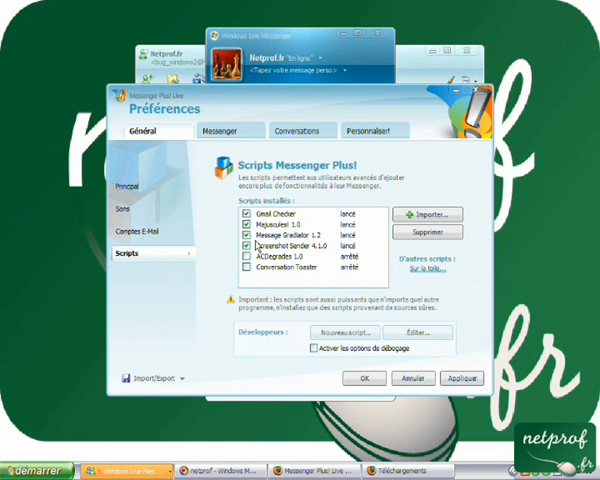 Windows Live Messenger
Netprof.fr "En ligne"
<Tapez votre message perso>
Netprof.fr
Messenger Plus! Live
Préférences
Général Messenger Conversations Personnaliser!
Scripts Messenger Plus!
Les scripts permettent aux utilisateurs avancés d'ajouter
encore plus de fonctionnalités à leur Messenger.
Principal
Sons
Comptes E-Mail
Scripts
Scripts installés :
Gmail Checker lancé
Majuscules! 1.0 lancé
Message Gradiator 1.2 lancé
Screenshot Sender 4.1.0 lancé
ACDegrades 1.0 arrêté
Conversation Toaster arrêté
Importer...
Supprimer
D'autres scripts :
Sur la toile...
Important : les scripts sont aussi puissants que n'importe quel autre
programme, n'installez que des scripts provenant de sources sûres.
Développeurs : Nouveau script... Éditer...
Activer les options de débogage
Import/Export
OK Annuler Appliquer
démarrer Windows Live Mes... netprof - Windows M... Messenger Plus! Live ... Téléchargements
netprof
.fr